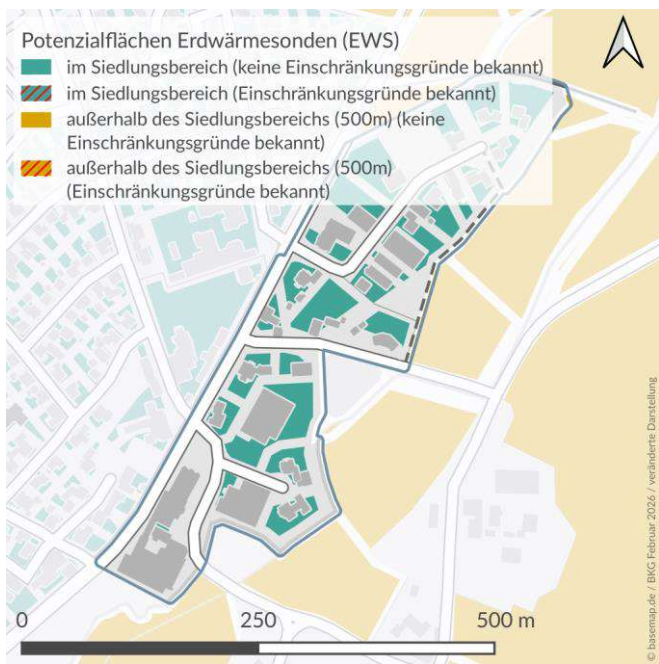 Potenzialflächen Erdwärmesonden (EWS)
im Siedlungsbereich (keine Einschränkungsgründe bekannt)
im Siedlungsbereich (Einschränkungsgründe bekannt)
außerhalb des Siedlungsbereichs (500m) (keine
Einschränkungsgründe bekannt)
außerhalb des Siedlungsbereichs (500m)
(Einschränkungsgründe bekannt)
0 250 500 m
© basemap.de / BKG Februar 2026 / veränderte Darstellung